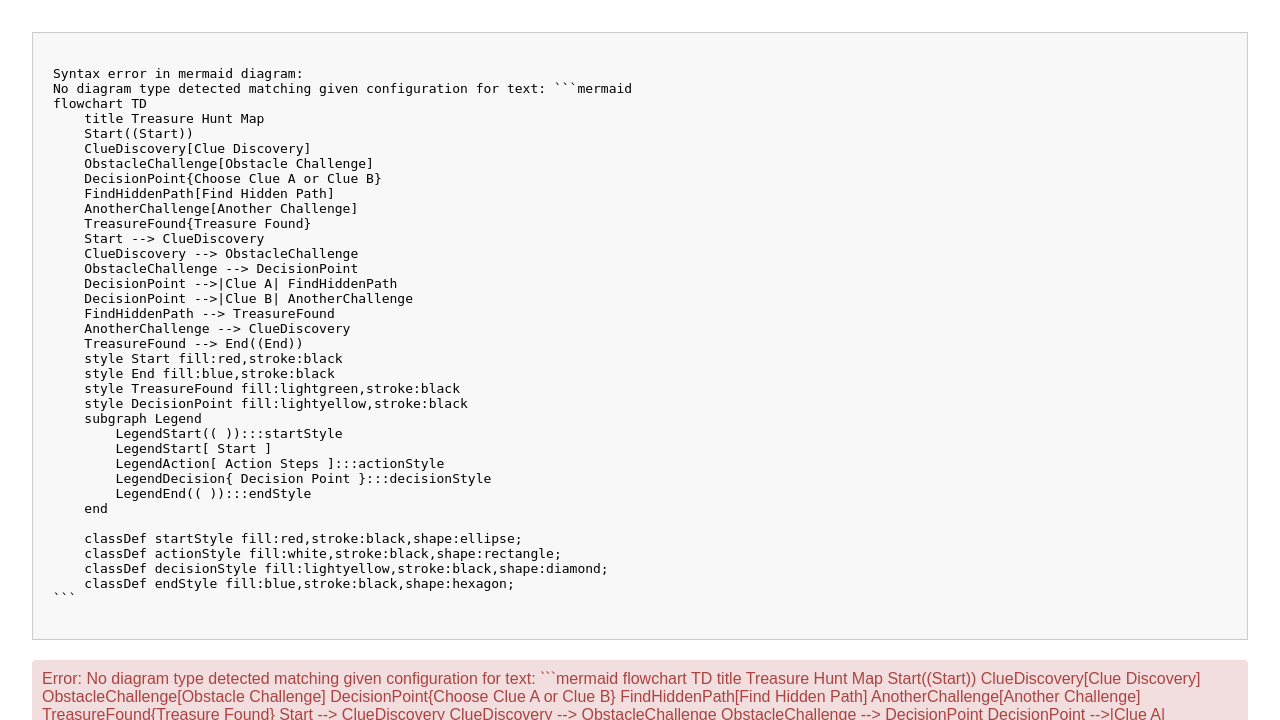 Syntax error in mermaid diagram:
No diagram type detected matching given configuration for text: ```mermaid
flowchart TD
    title Treasure Hunt Map
    Start((Start))
    ClueDiscovery[Clue Discovery]
    ObstacleChallenge[Obstacle Challenge]
    DecisionPoint{Choose Clue A or Clue B}
    FindHiddenPath[Find Hidden Path]
    AnotherChallenge[Another Challenge]
    TreasureFound{Treasure Found}
    Start --> ClueDiscovery
    ClueDiscovery --> ObstacleChallenge
    ObstacleChallenge --> DecisionPoint
    DecisionPoint -->|Clue A| FindHiddenPath
    DecisionPoint -->|Clue B| AnotherChallenge
    FindHiddenPath --> TreasureFound
    AnotherChallenge --> ClueDiscovery
    TreasureFound --> End((End))
    style Start fill:red,stroke:black
    style End fill:blue,stroke:black
    style TreasureFound fill:lightgreen,stroke:black
    style DecisionPoint fill:lightyellow,stroke:black
    subgraph Legend
        LegendStart(( )):::startStyle
        LegendStart[ Start ]
        LegendAction[ Action Steps ]:::actionStyle
        LegendDecision{ Decision Point }:::decisionStyle
        LegendEnd(( )):::endStyle
    end

    classDef startStyle fill:red,stroke:black,shape:ellipse;
    classDef actionStyle fill:white,stroke:black,shape:rectangle;
    classDef decisionStyle fill:lightyellow,stroke:black,shape:diamond;
    classDef endStyle fill:blue,stroke:black,shape:hexagon;
```
Error: No diagram type detected matching given configuration for text: ```mermaid flowchart TD title Treasure Hunt Map Start((Start)) ClueDiscovery[Clue Discovery]
ObstacleChallenge[Obstacle Challenge] DecisionPoint{Choose Clue A or Clue B} FindHiddenPath[Find Hidden Path] AnotherChallenge[Another Challenge]
TreasureFound{Treasure Found} Start --> ClueDiscovery ClueDiscovery --> ObstacleChallenge ObstacleChallenge --> DecisionPoint DecisionPoint -->|Clue A|